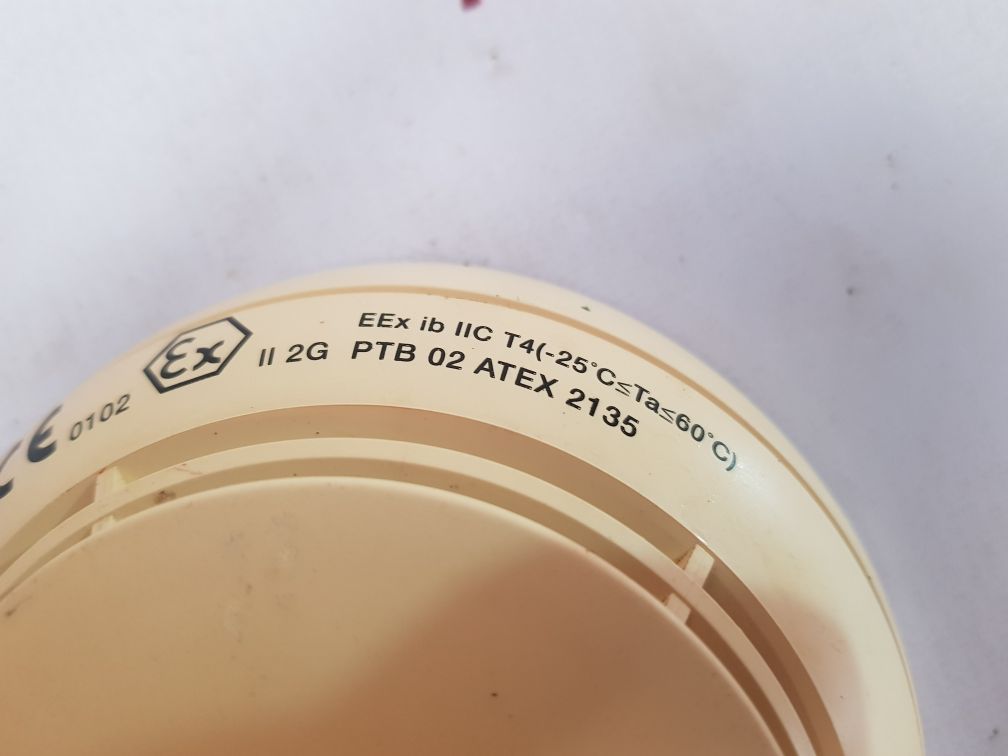 EEx ib IIC T4(-25°C≤Ta≤60°C)
CE 0102 Ex II 2G PTB 02 ATEX 2135